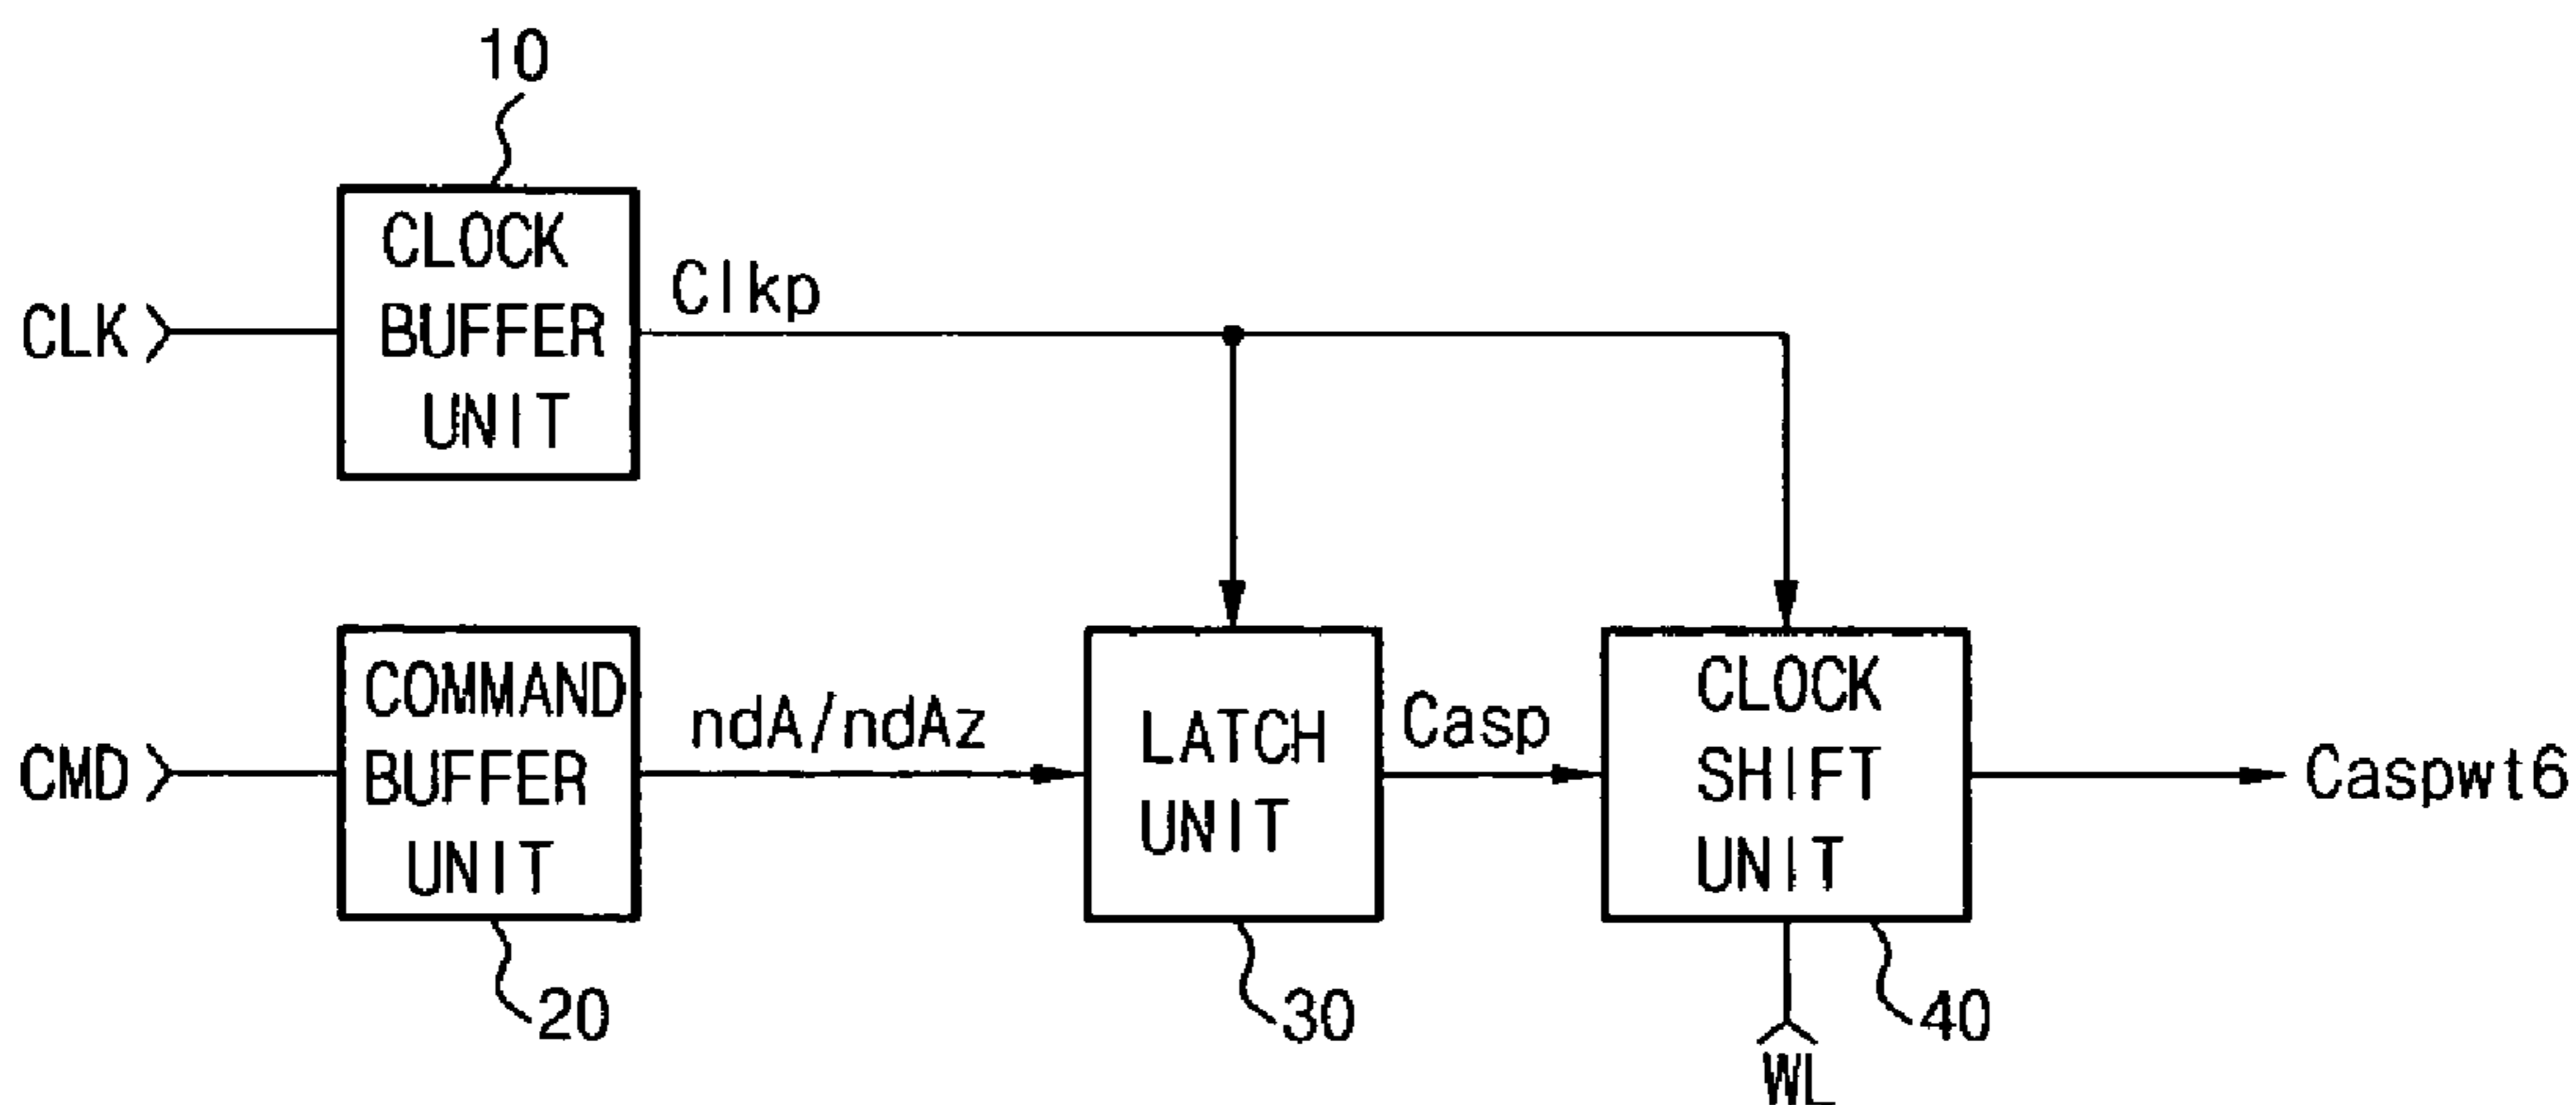 10
CLOCK
BUFFER
UNIT
CLK
Clkp
COMMAND
BUFFER
UNIT
CMD
ndA/ndAz
LATCH
UNIT
Casp
CLOCK
SHIFT
UNIT
Caspwt6
20
30
40
WL